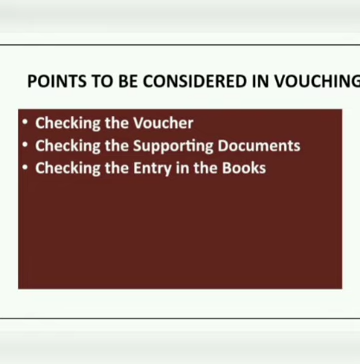 POINTS TO BE CONSIDERED IN VOUCHING
• Checking the Voucher
• Checking the Supporting Documents
• Checking the Entry in the Books